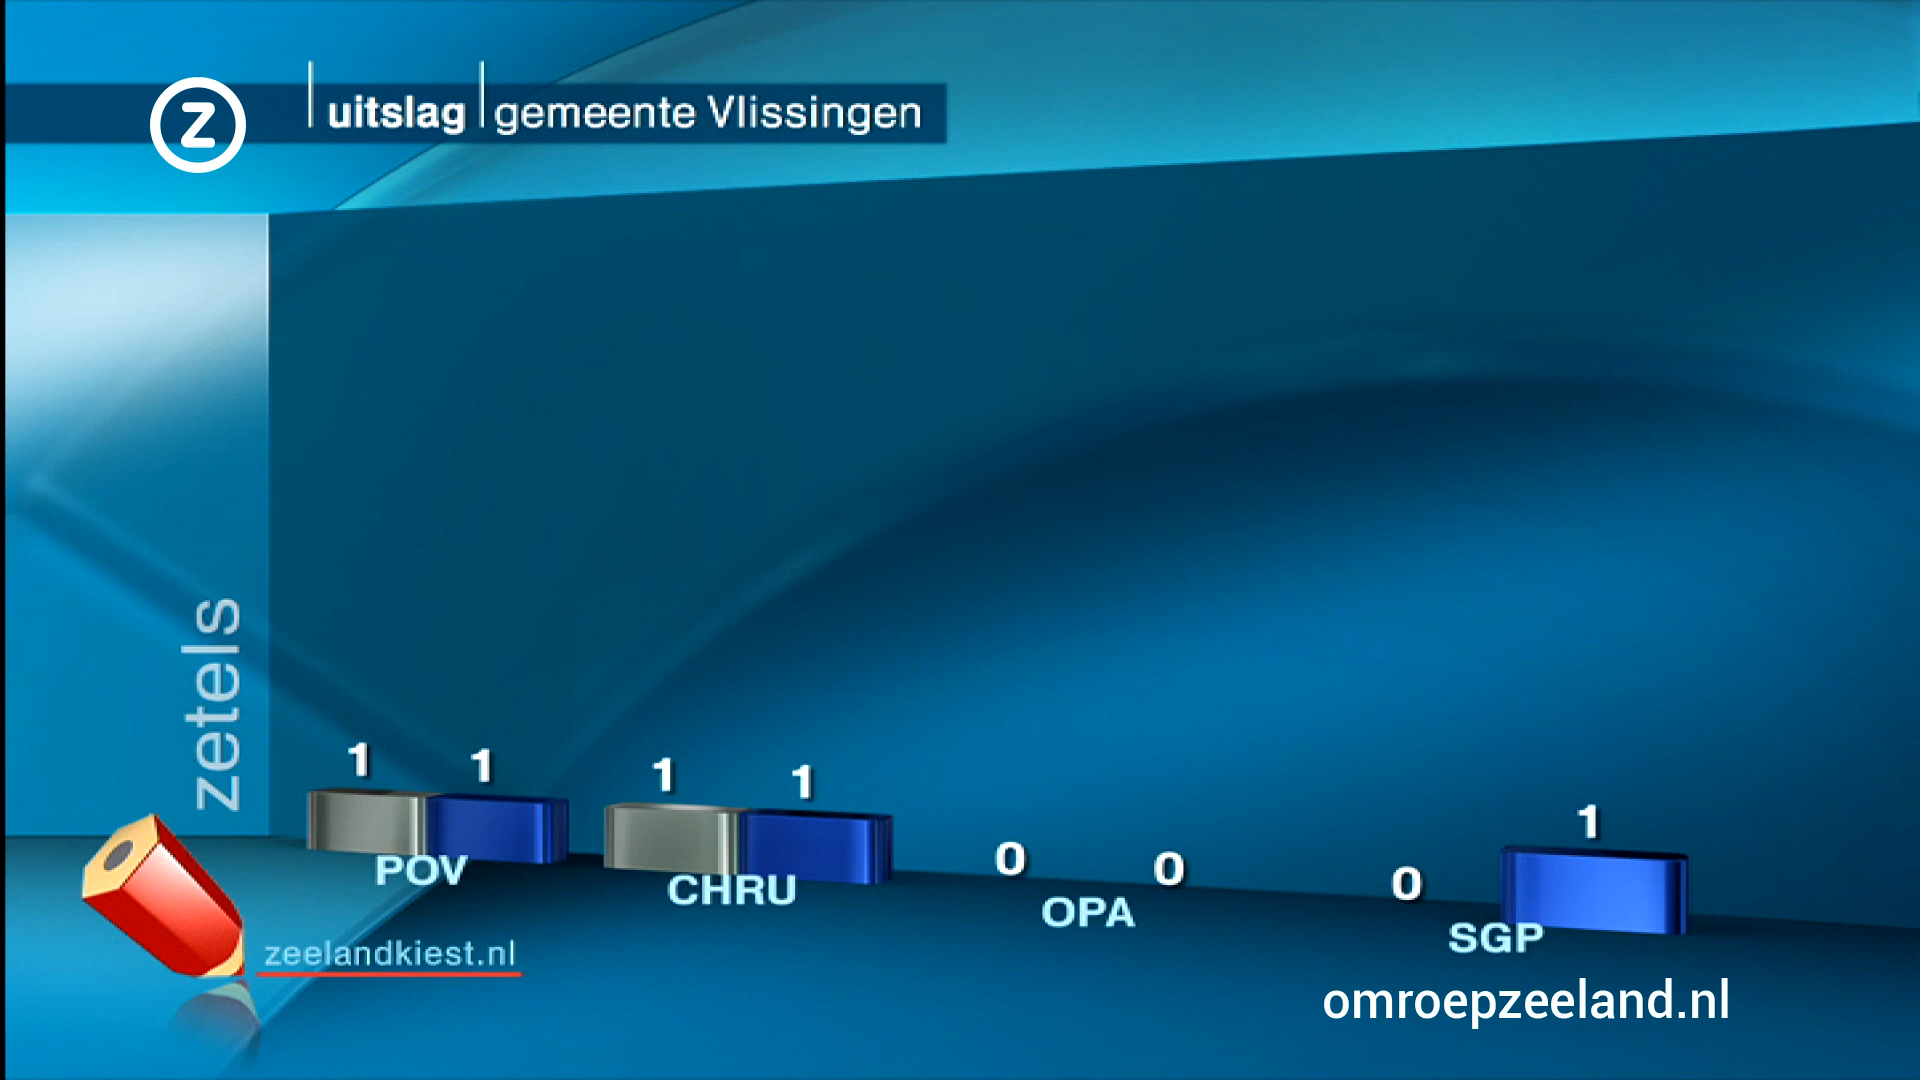 Z
uitslag gemeente Vlissingen
zetels
1 1 1 1 0 0 0 1
POV CHRU OPA SGP
zeelandkiest.nl
omroepzeeland.nl